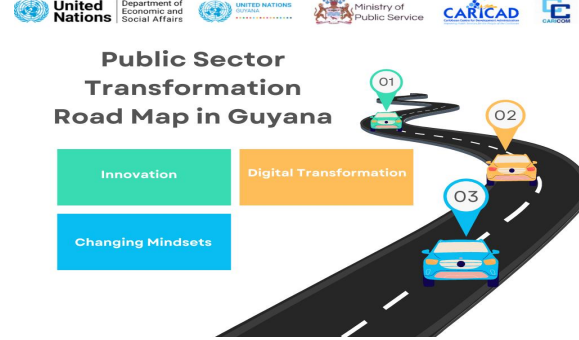 United Nations
Department of Economic and Social Affairs
UNITED NATIONS
GUYANA
Ministry of
Public Service
CARICAD
CARICOM
Public Sector
Transformation
Road Map in Guyana
01
02
03
Innovation
Digital Transformation
Changing Mindsets